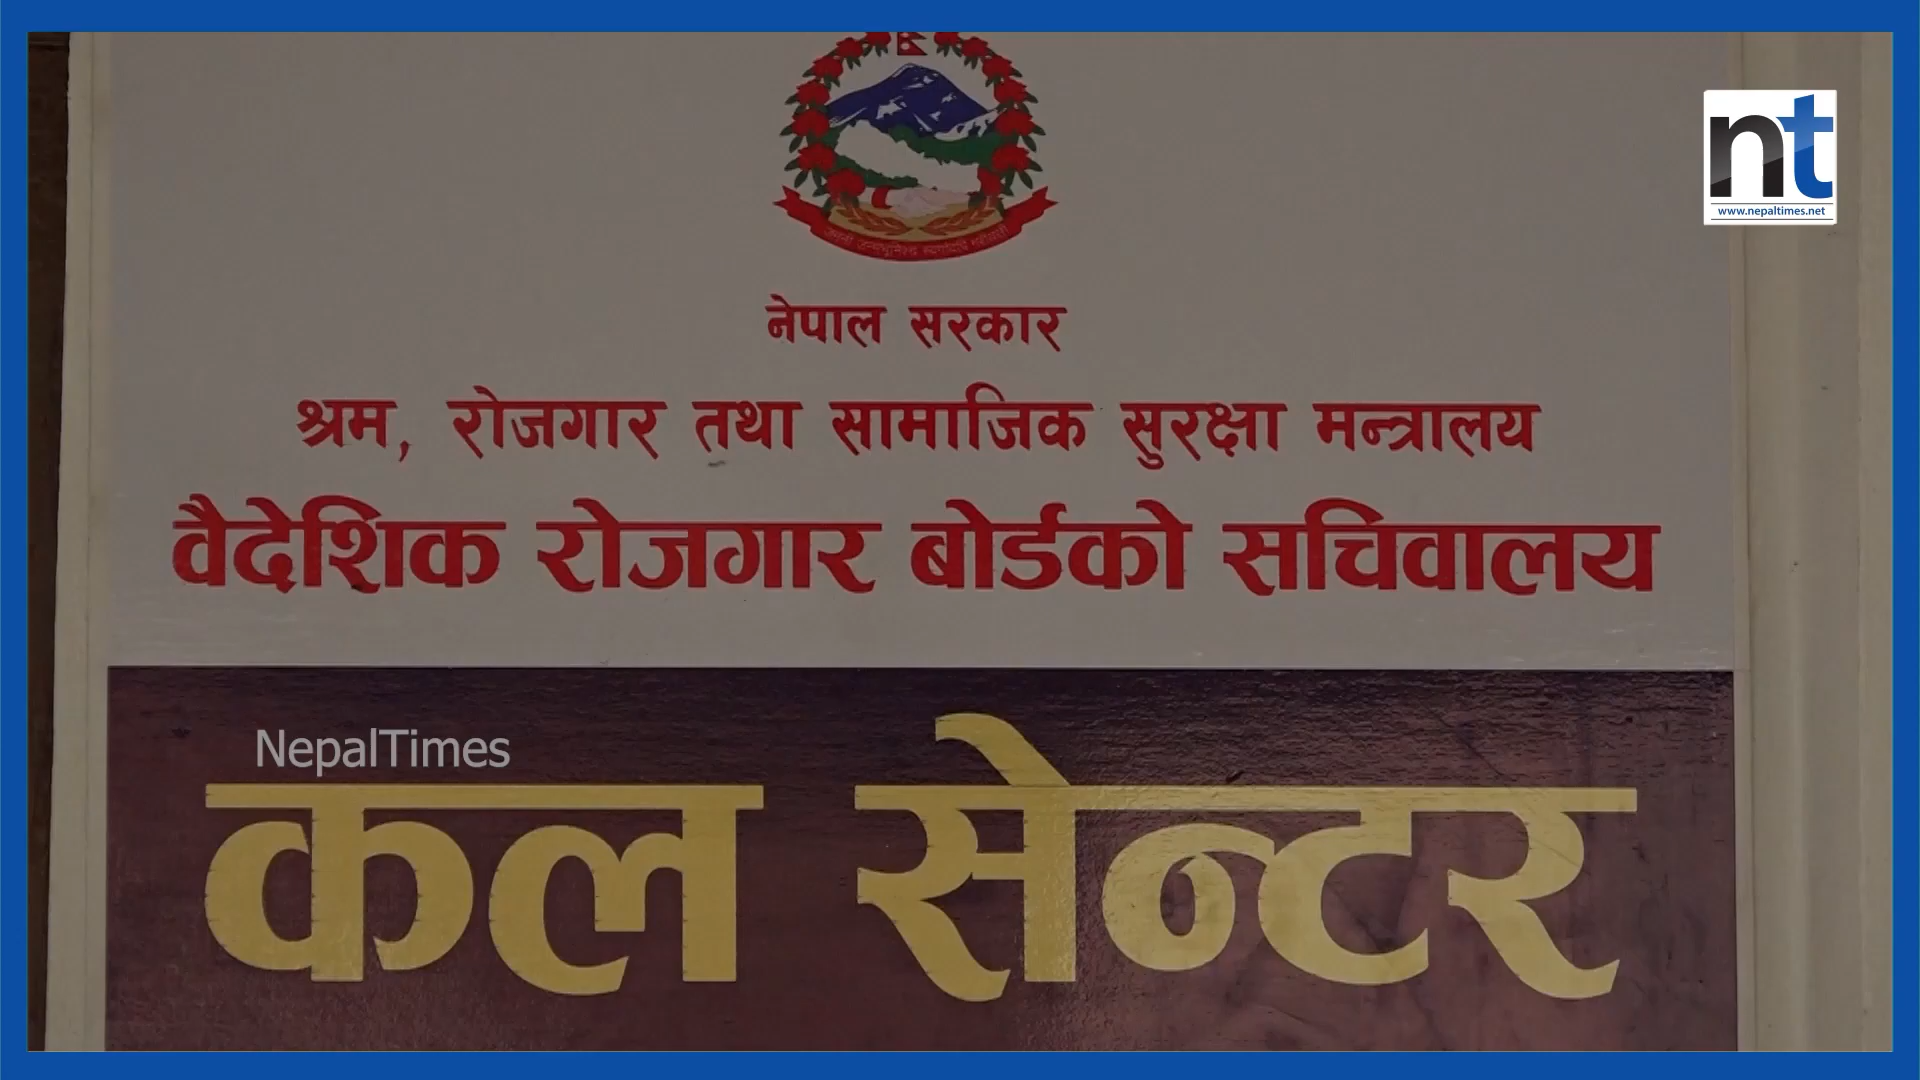 nt
www.nepaltimes.net
नेपाल सरकार
श्रम, रोजगार तथा सामाजिक सुरक्षा मन्त्रालय
वैदेशिक रोजगार बोर्डको सचिवालय
NepalTimes
कल सेन्टर